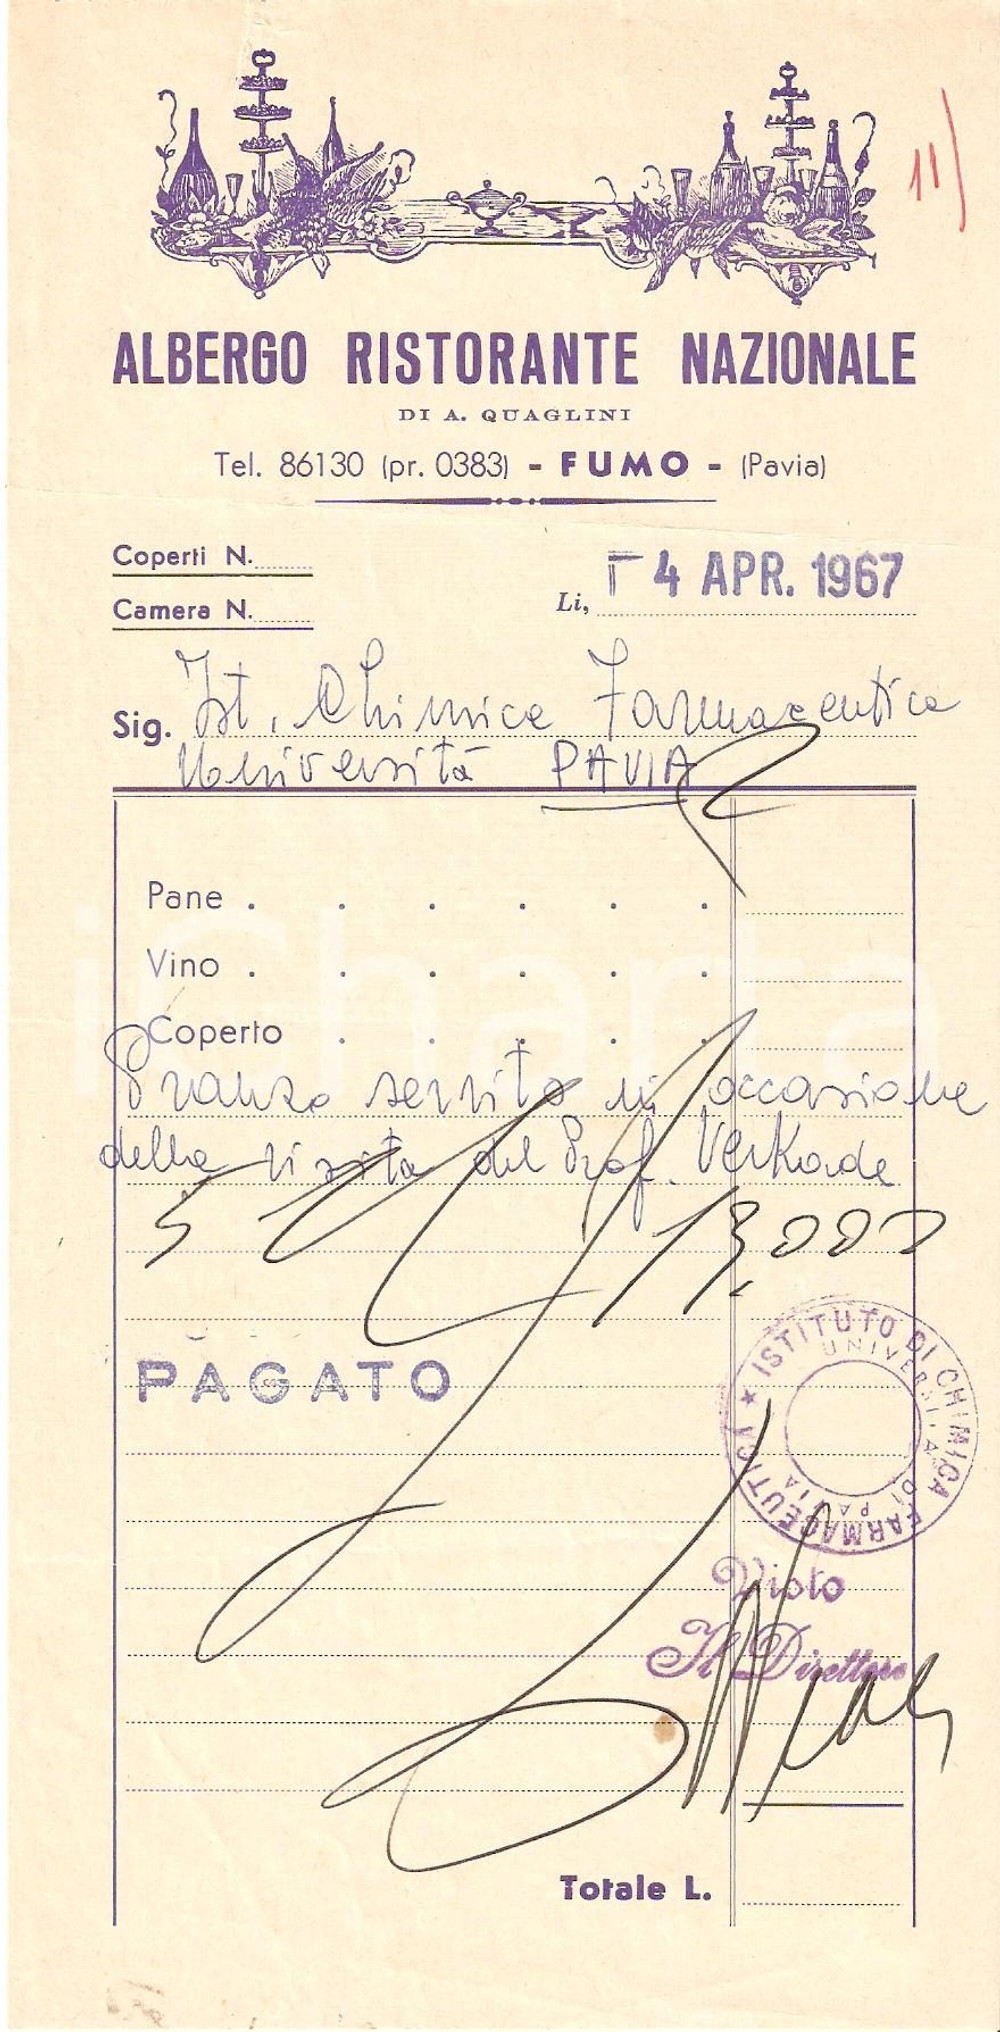 11)
ALBERGO RISTORANTE NAZIONALE
DI A. QUAGLINI
Tel. 86130 (pr. 0383) - FUMO - (Pavia)
Coperti N.
Camera N.
Li, 4 APR. 1967
Sig. Ist. Chimica Farmaceutica
Università PAVIA
Pane
Vino
Coperto
Pranzo servito in occasione
della visita del Prof. Verkade
13,000
PAGATO
ISTITUTO DI CHIMICA FARMACEUTICA
UNIVERSITA' DI PAVIA
Visto
Il Direttore
Totale L.
iCharta